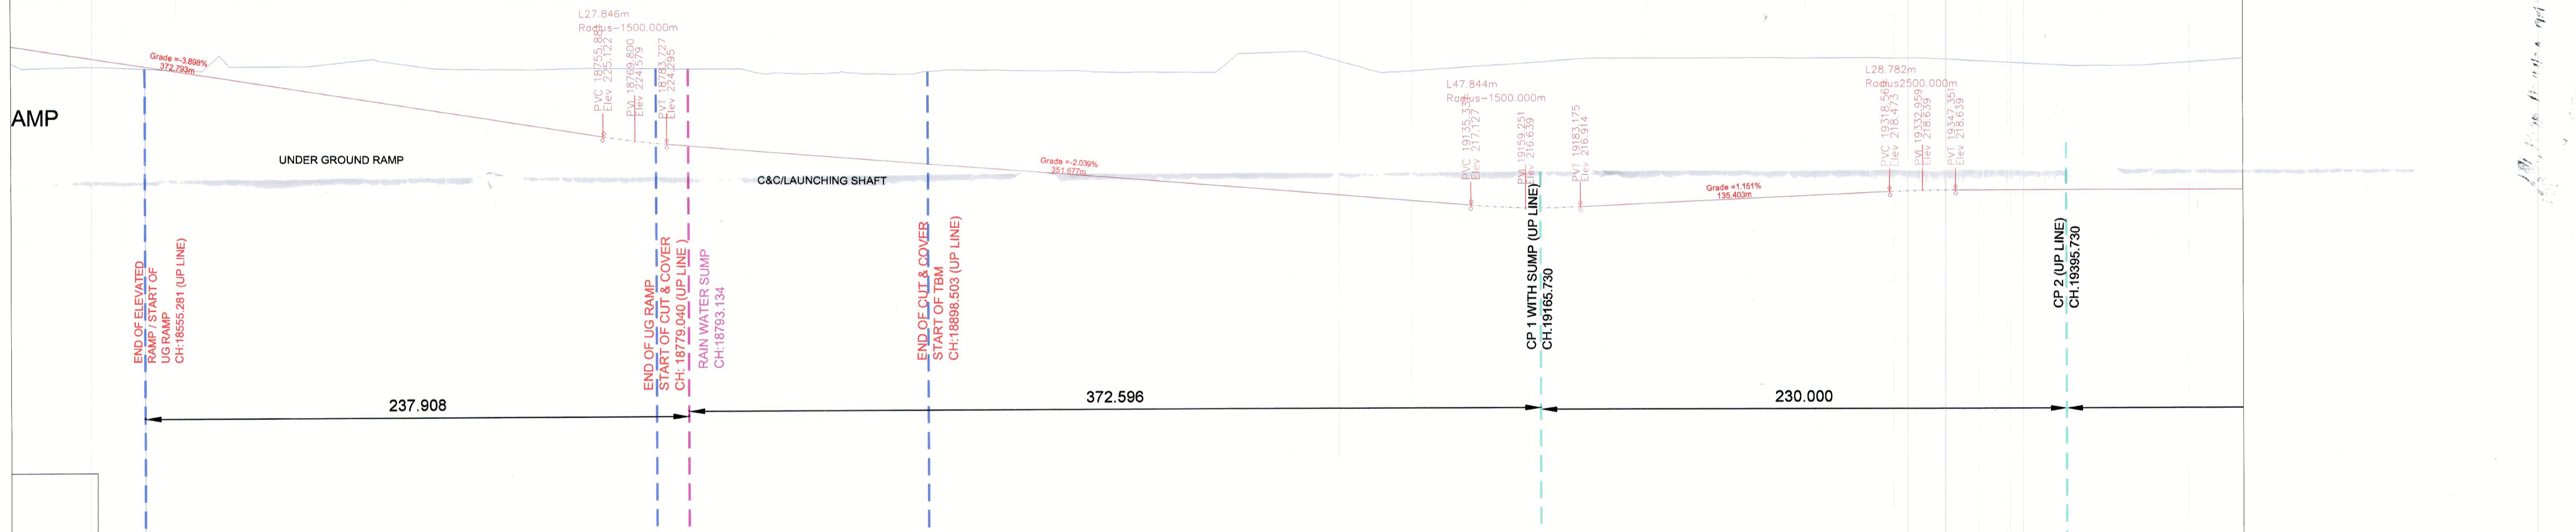 L27.846m
Radius-1500.000m
PVC 18755.881
Elev 225.122
PVI 18769.800
Elev 224.579
PVT 18783.727
Elev 224.295
Grade =-3.898%
372.793m
AMP
UNDER GROUND RAMP
C&C/LAUNCHING SHAFT
Grade =-2.039%
351.677m
L47.844m
Radius-1500.000m
PVC 19135.331
Elev 217.127
PVI 19159.251
Elev 216.639
PVT 19183.175
Elev 216.914
Grade =1.151%
135.403m
L28.782m
Radius2500.000m
PVC 19318.569
Elev 218.473
PVI 19332.959
Elev 218.639
PVT 19347.351
Elev 218.639
END OF ELEVATED
RAMP / START OF
UG RAMP
CH:18555.281 (UP LINE)
END OF UG RAMP
START OF CUT & COVER
CH: 18779.040 (UP LINE )
RAIN WATER SUMP
CH:18793.134
END OF CUT & COVER
START OF TBM
CH:18898.503 (UP LINE)
CP 1 WITH SUMP (UP LINE)
CH.19165.730
CP 2 (UP LINE)
CH.19395.730
237.908
372.596
230.000